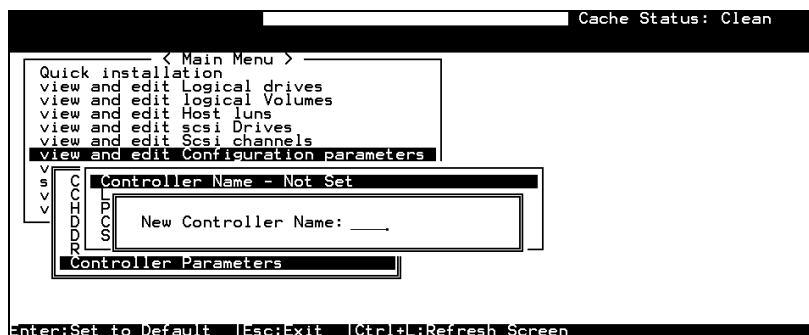 Cache Status: Clean
< Main Menu >
Quick installation
view and edit Logical drives
view and edit logical Volumes
view and edit Host luns
view and edit scsi Drives
view and edit Scsi channels
view and edit Configuration parameters
v
s C Controller Name - Not Set
v C L
v H P
D C New Controller Name: ____.
D S
R
Controller Parameters
Enter:Set to Default |Esc:Exit |Ctrl+L:Refresh Screen